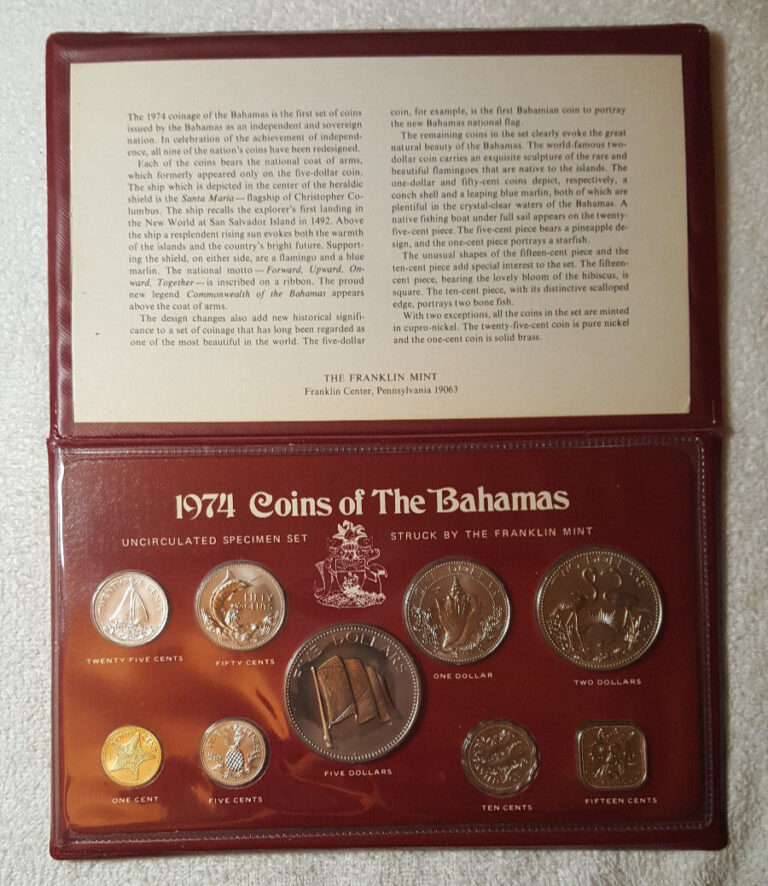 The 1974 coinage of the Bahamas is the first set of coins
issued by the Bahamas as an independent and sovereign
nation. In celebration of the achievement of independ-
ence, all nine of the nation's coins have been redesigned.
Each of the coins bears the national coat of arms,
which formerly appeared only on the five-dollar coin.
The ship which is depicted in the center of the heraldic
shield is the Santa Maria — flagship of Christopher Co-
lumbus. The ship recalls the explorer's first landing in
the New World at San Salvador Island in 1492. Above
the ship a resplendent rising sun evokes both the warmth
of the islands and the country's bright future. Support-
ing the shield, on either side, are a flamingo and a blue
marlin. The national motto — Forward, Upward, On-
ward, Together — is inscribed on a ribbon. The proud
new legend Commonwealth of the Bahamas appears
above the coat of arms.
The design changes also add new historical signifi-
cance to a set of coinage that has long been regarded as
one of the most beautiful in the world. The five-dollar
coin, for example, is the first Bahamian coin to portray
the new Bahamas national flag.
The remaining coins in the set clearly evoke the great
natural beauty of the Bahamas. The world-famous two-
dollar coin carries an exquisite sculpture of the rare and
beautiful flamingoes that are native to the islands. The
one-dollar and fifty-cent coins depict, respectively, a
conch shell and a leaping blue marlin, both of which are
plentiful in the crystal-clear waters of the Bahamas. A
native fishing boat under full sail appears on the twenty-
five-cent piece. The five-cent piece bears a pineapple de-
sign, and the one-cent piece portrays a starfish.
The unusual shapes of the fifteen-cent piece and the
ten-cent piece add special interest to the set. The fifteen-
cent piece, bearing the lovely bloom of the hibiscus, is
square. The ten-cent piece, with its distinctive scalloped
edge, portrays two bone fish.
With two exceptions, all the coins in the set are minted
in cupro-nickel. The twenty-five-cent coin is pure nickel
and the one-cent coin is solid brass.
THE FRANKLIN MINT
Franklin Center, Pennsylvania 19063
1974 Coins of The Bahamas
UNCIRCULATED SPECIMEN SET
STRUCK BY THE FRANKLIN MINT
FIFTY
CENTS
ONE DOLLAR
TWO DOLLARS
TWENTY FIVE CENTS
FIFTY CENTS
FIVE DOLLARS
ONE DOLLAR
TWO DOLLARS
FIVE DOLLARS
ONE CENT
FIVE CENTS
TEN CENTS
FIFTEEN CENTS